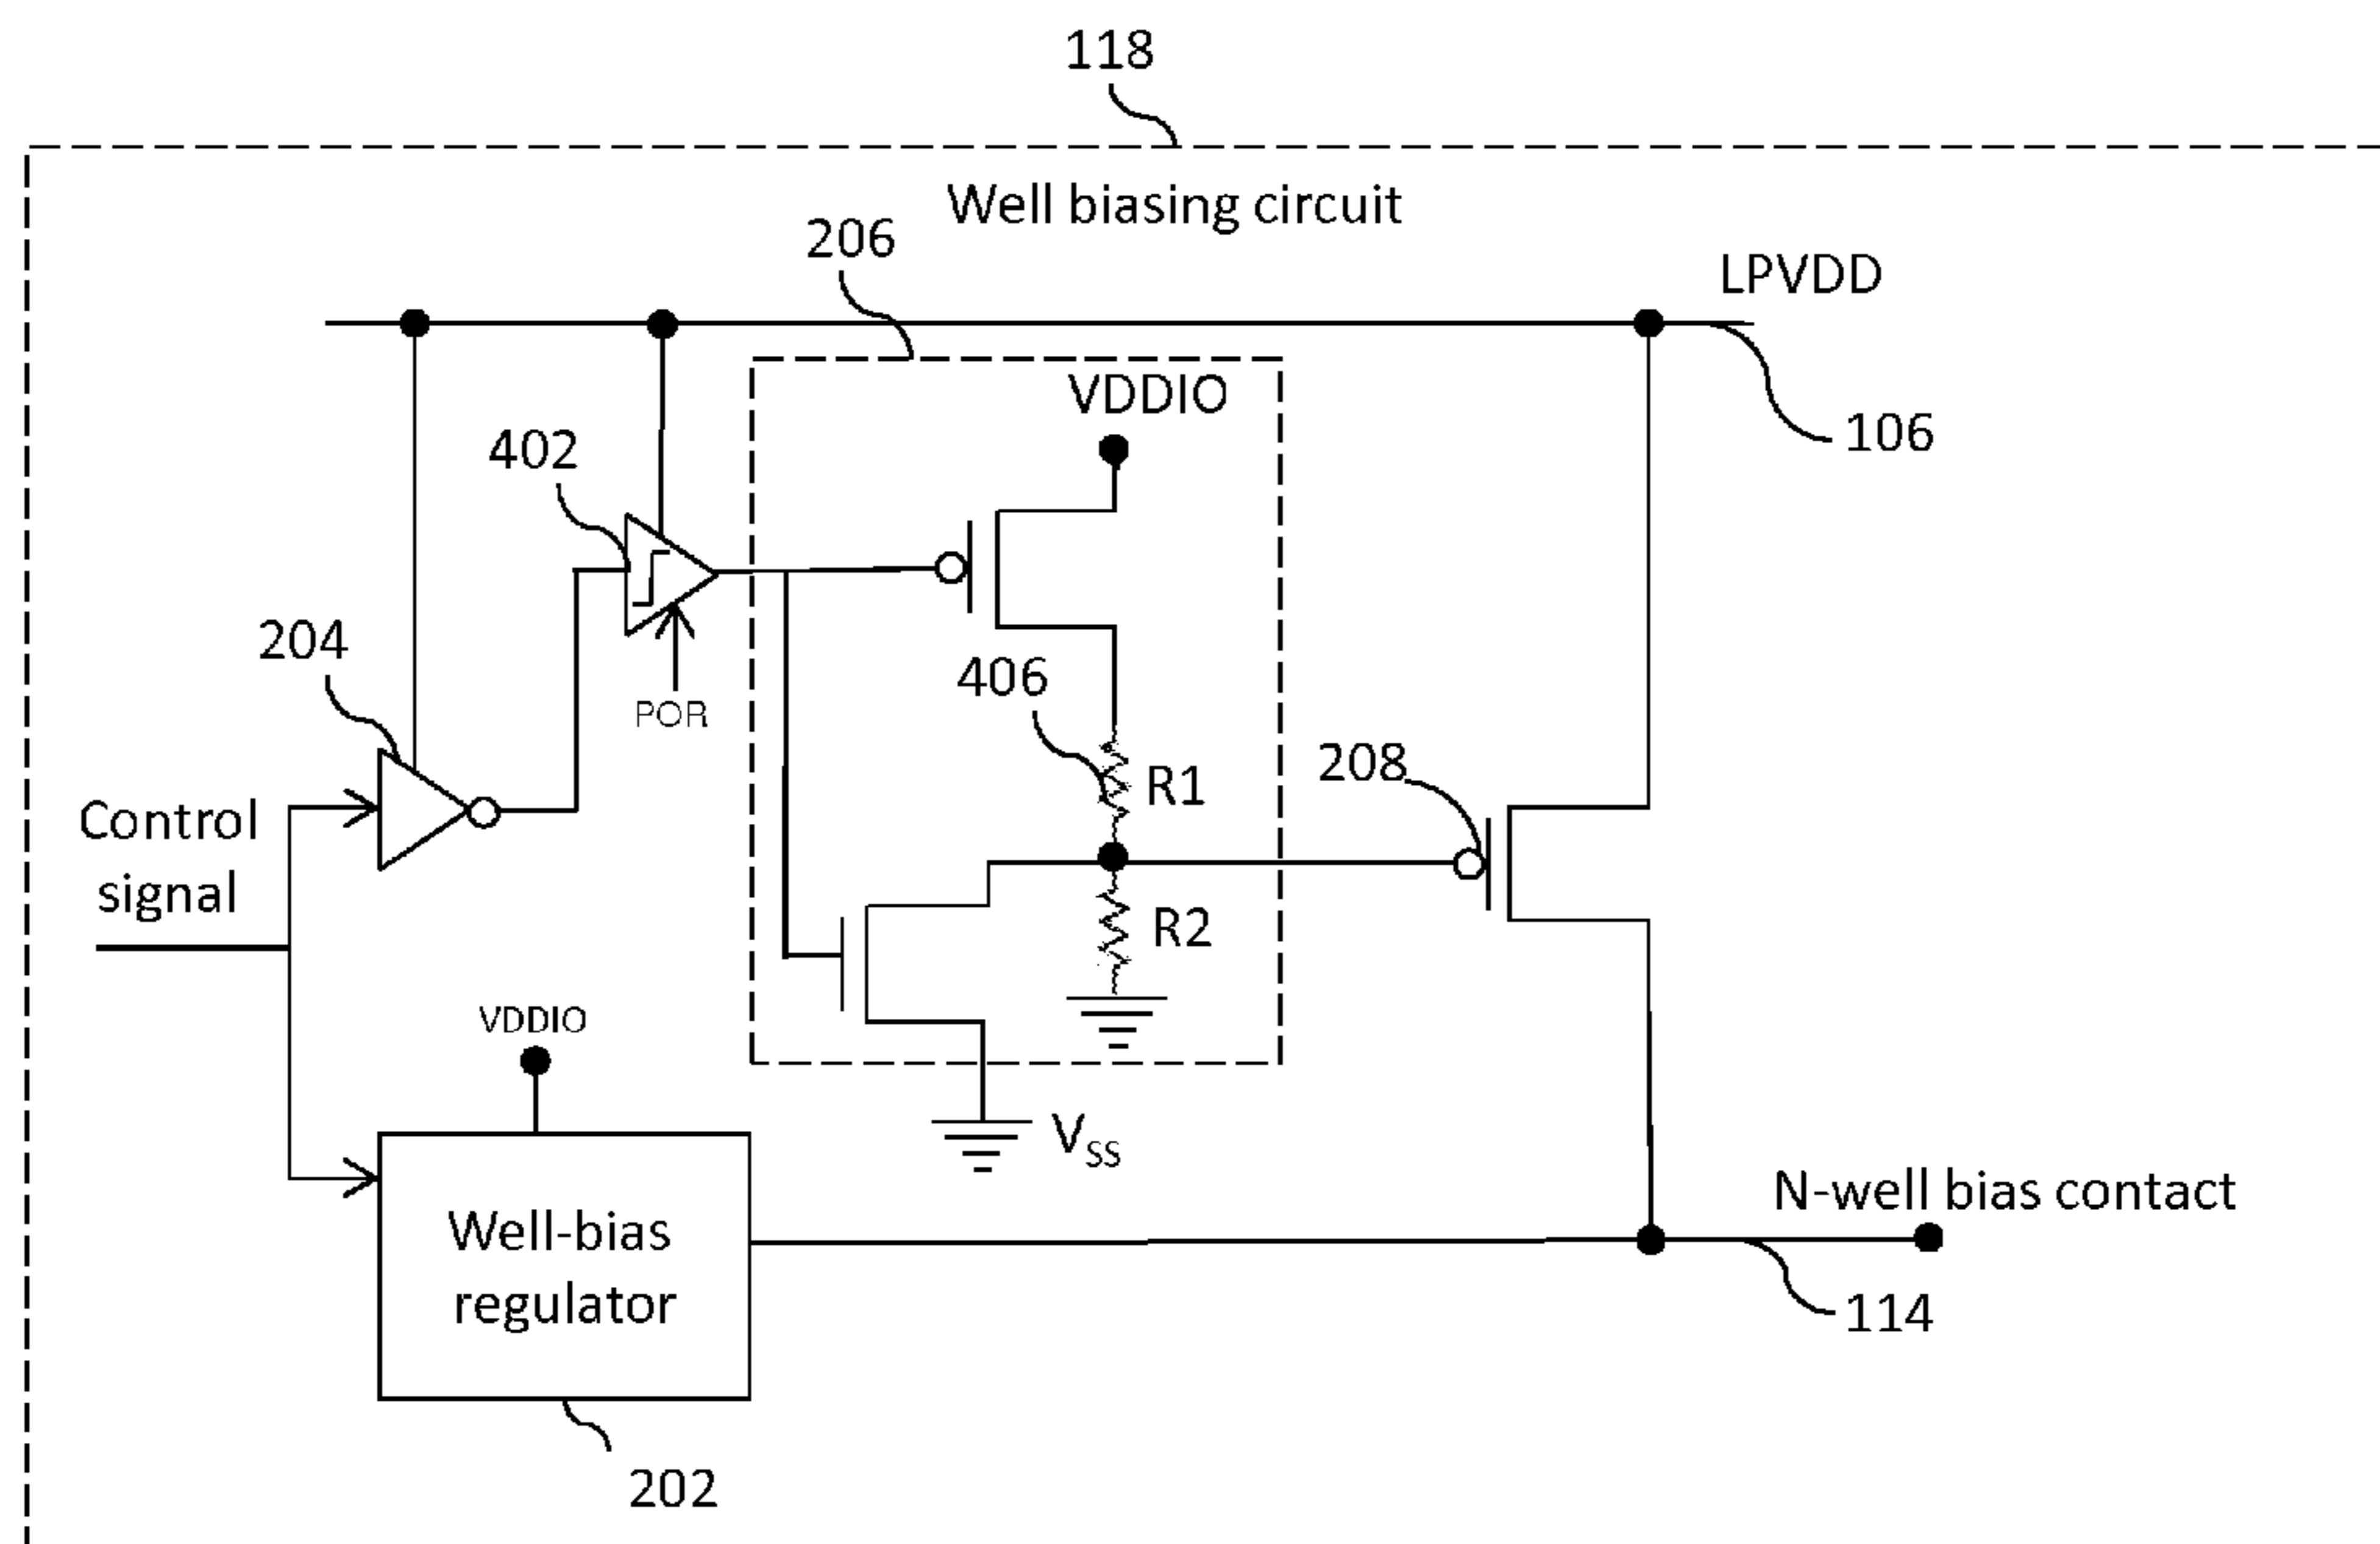 118
Well biasing circuit
206
LPVDD
VDDIO
106
402
204
POR
406
R1
208
Control
signal
R2
VDDIO
VSS
N-well bias contact
Well-bias
regulator
114
202